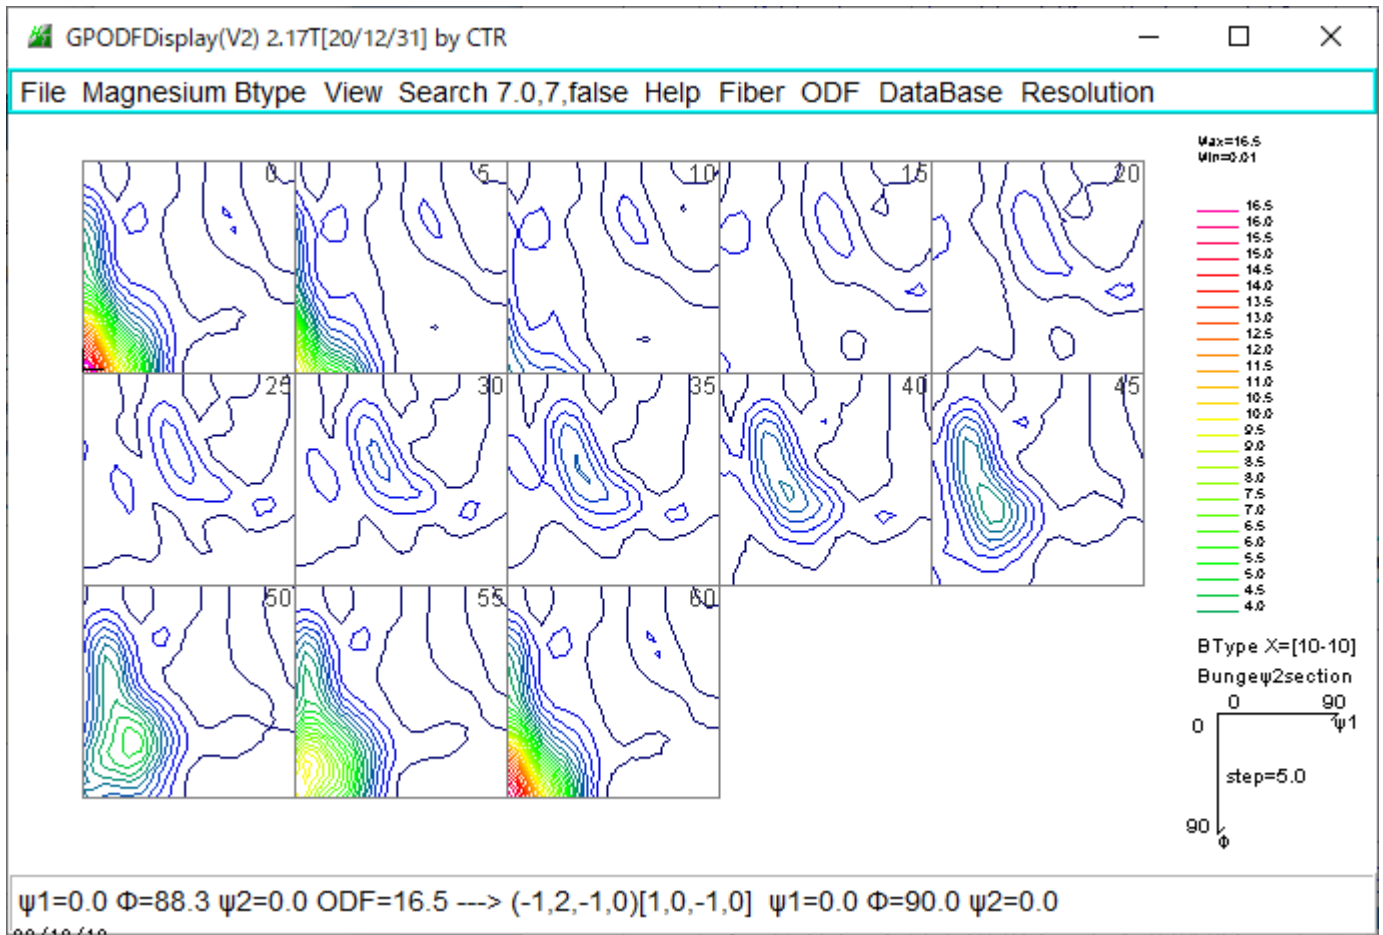 GPODFDisplay(V2) 2.17T[20/12/31] by CTR
File Magnesium Btype View Search 7.0,7,false Help Fiber ODF DataBase Resolution
Max=16.5
Min=0.01
0 5 10 15 20
16.5
16.0
15.5
15.0
14.5
14.0
13.5
13.0
12.5
12.0
11.5
11.0
10.5
10.0
9.5
9.0
8.5
8.0
7.5
7.0
6.5
6.0
5.5
5.0
4.5
4.0
25 30 35 40 45
50 55 60
BType X=[10-10]
Bungeψ2section
0 90
0 ψ1
step=5.0
90
Φ
ψ1=0.0 Φ=88.3 ψ2=0.0 ODF=16.5 ---> (-1,2,-1,0)[1,0,-1,0] ψ1=0.0 Φ=90.0 ψ2=0.0